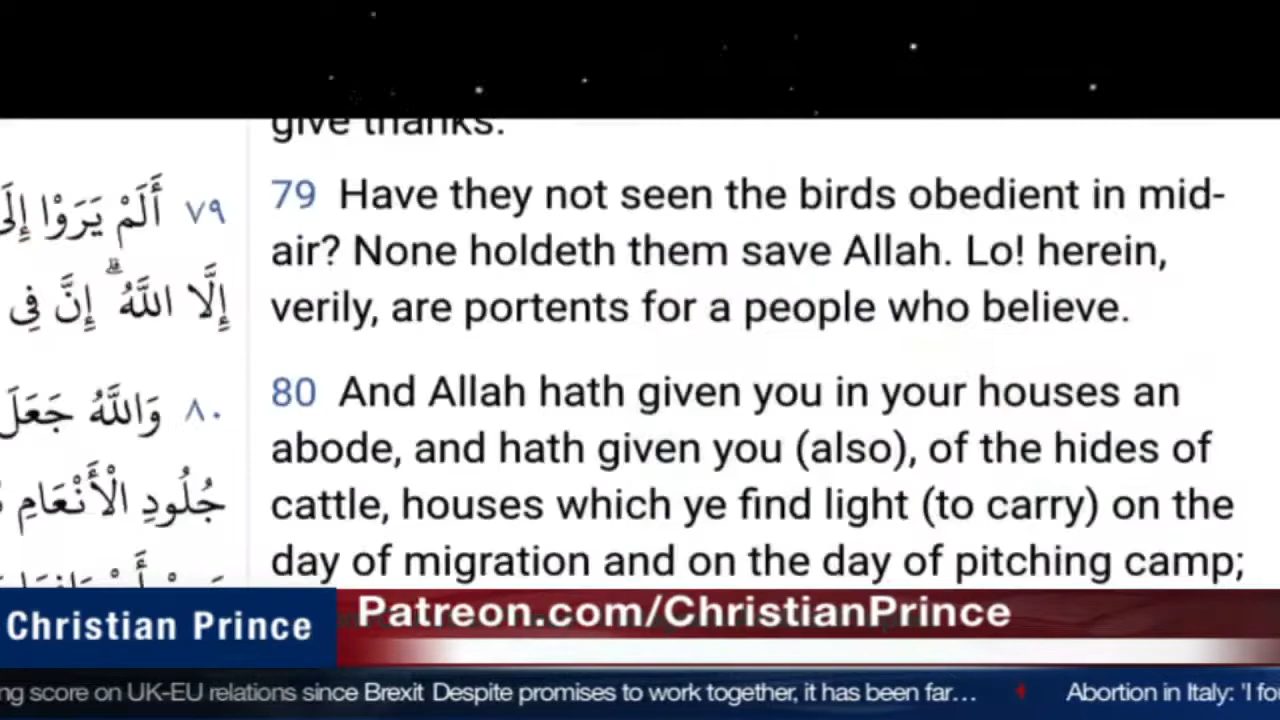 give thanks.
79 Have they not seen the birds obedient in mid-
air? None holdeth them save Allah. Lo! herein,
verily, are portents for a people who believe.
80 And Allah hath given you in your houses an
abode, and hath given you (also), of the hides of
cattle, houses which ye find light (to carry) on the
day of migration and on the day of pitching camp;
٧٩ أَلَمْ يَرَوْا إِلَى
إِلَّا اللَّهُ ۗ إِنَّ فِي
٨٠ وَاللَّهُ جَعَلَ
جُلُودِ الْأَنْعَامِ
Christian Prince
Patreon.com/ChristianPrince
ng score on UK-EU relations since Brexit Despite promises to work together, it has been far… Abortion in Italy: 'I fo